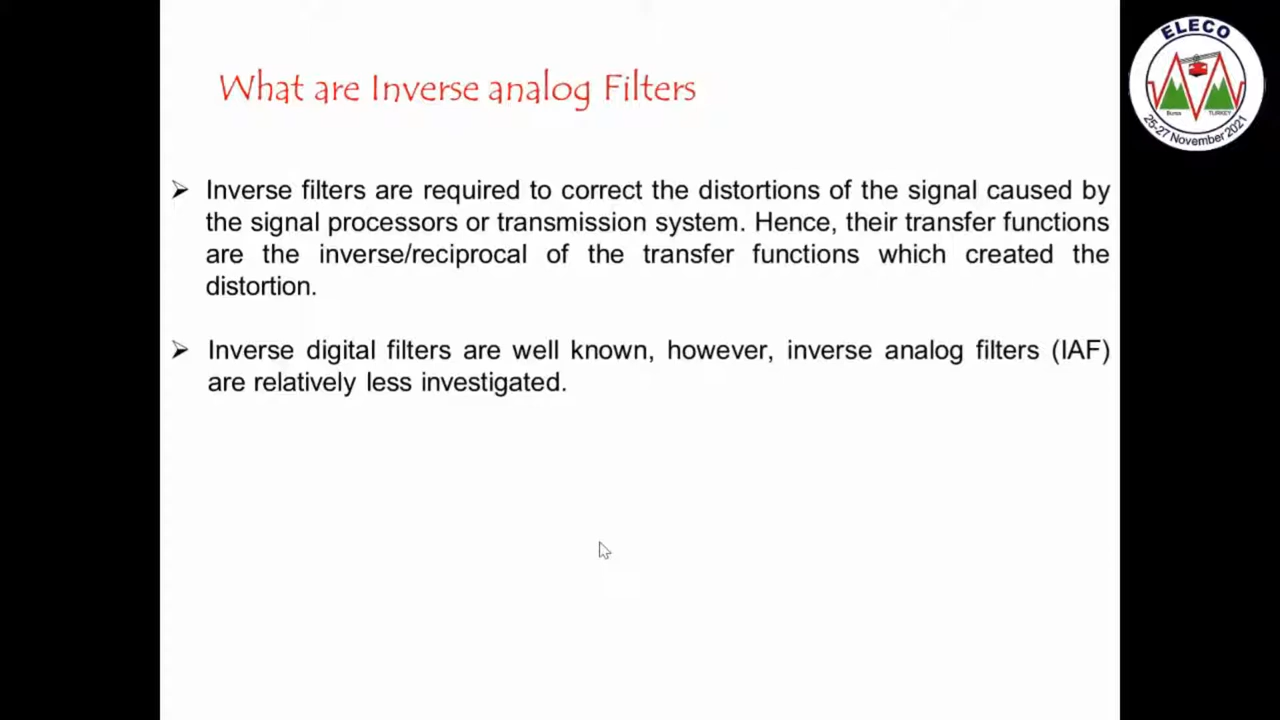 What are Inverse analog Filters
Inverse filters are required to correct the distortions of the signal caused by
the signal processors or transmission system. Hence, their transfer functions
are the inverse/reciprocal of the transfer functions which created the
distortion.
Inverse digital filters are well known, however, inverse analog filters (IAF)
are relatively less investigated.
ELECO
Bursa TURKEY
25-27 November 2021